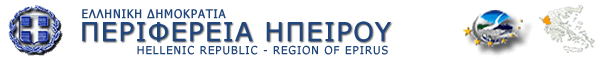 ΕΛΛΗΝΙΚΗ ΔΗΜΟΚΡΑΤΙΑ
ΠΕΡΙΦΕΡΕΙΑ ΗΠΕΙΡΟΥ
HELLENIC REPUBLIC - REGION OF EPIRUS